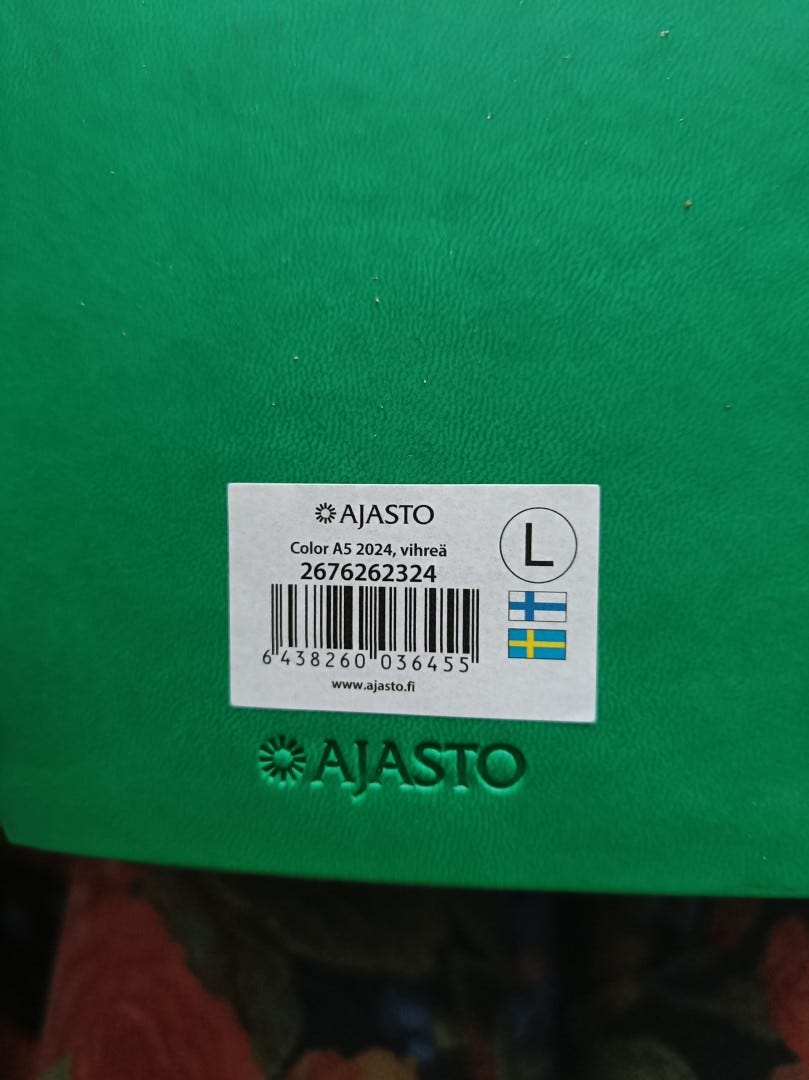 AJASTO
L
Color A5 2024, vihreä
2676262324
6 438260 036455
www.ajasto.fi
AJASTO